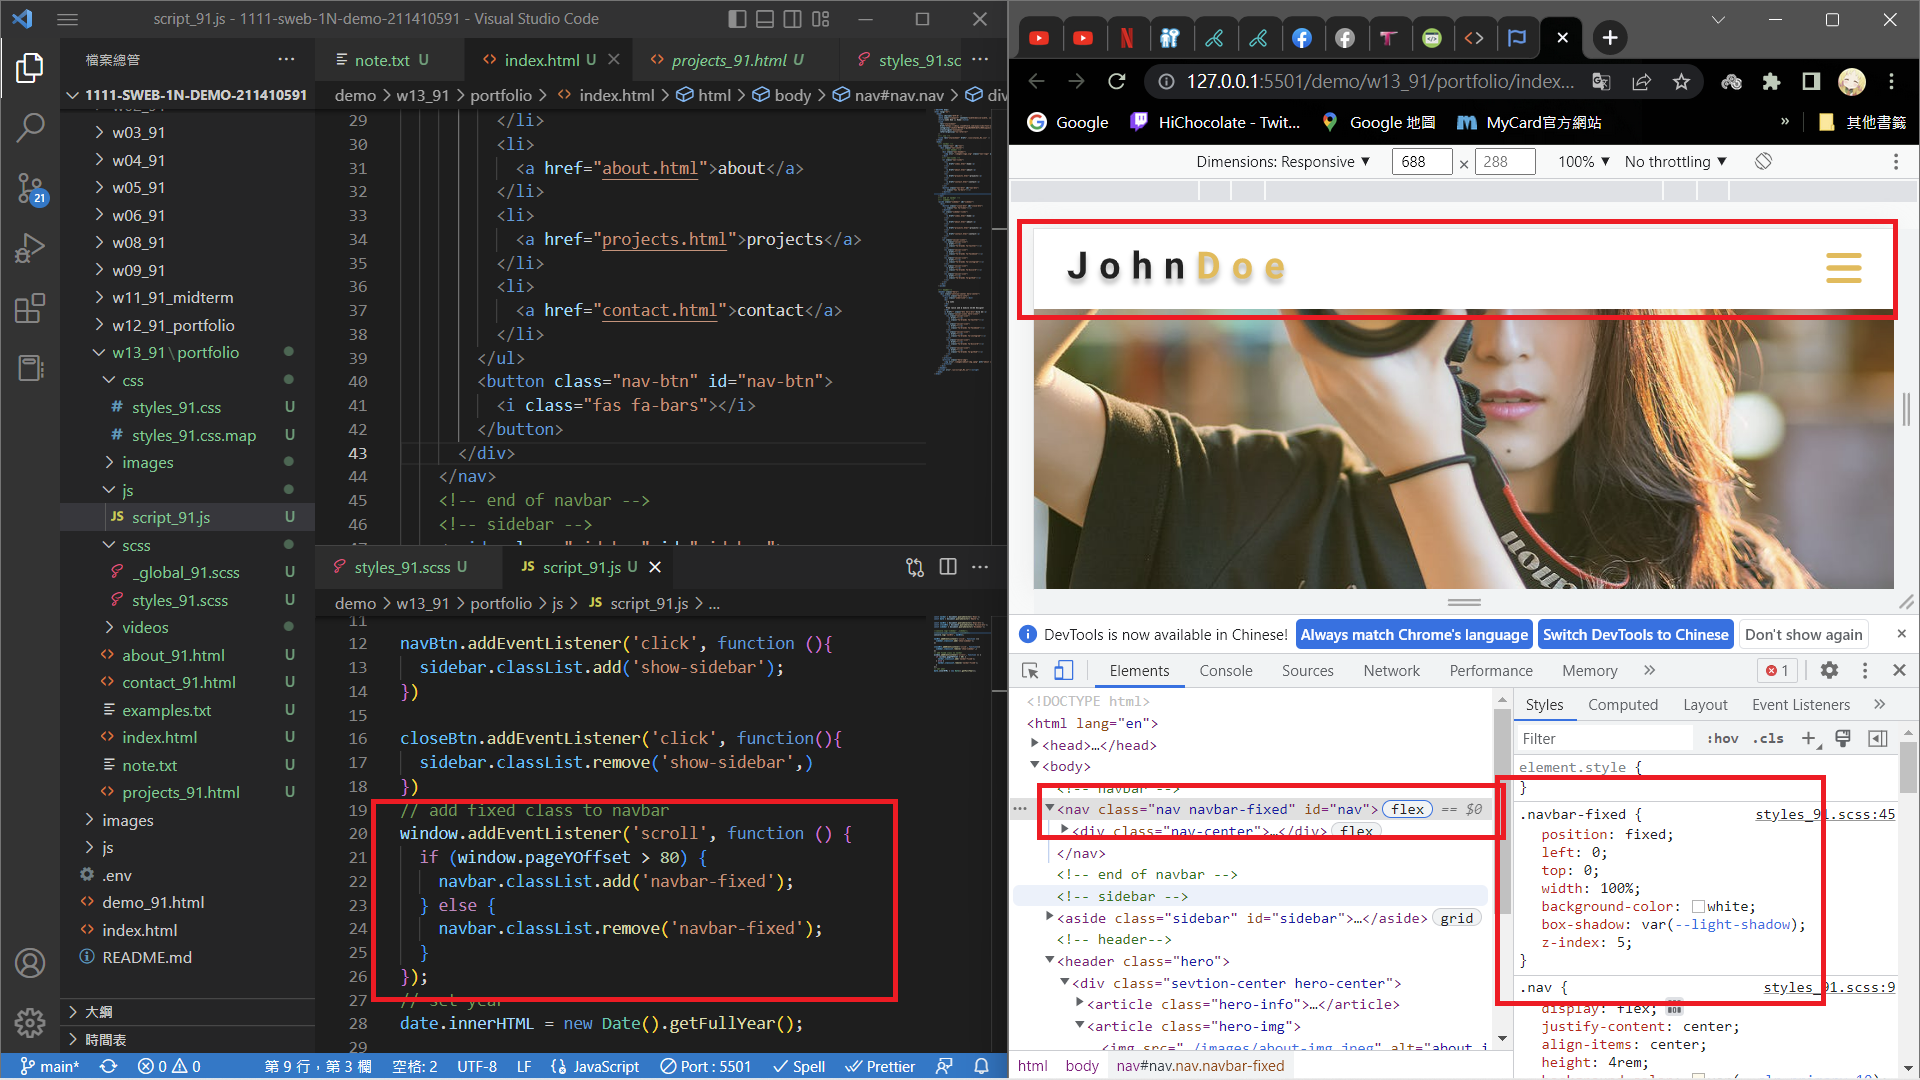 script_91.js - 1111-sweb-1N-demo-211410591 - Visual Studio Code
檔案總管
1111-SWEB-1N-DEMO-211410591
w03_91
w04_91
w05_91
w06_91
w08_91
w09_91
w11_91_midterm
w12_91_portfolio
w13_91\portfolio
css
styles_91.css U
styles_91.css.map U
images
js
script_91.js U
scss
_global_91.scss U
styles_91.scss U
videos
about_91.html U
contact_91.html U
examples.txt U
index.html U
note.txt U
projects_91.html U
images
js
.env
demo_91.html
index.html
README.md
大綱
時間表
21
note.txt U
index.html U
projects_91.html U
styles_91.sc
demo > w13_91 > portfolio > index.html > html > body > nav#nav.nav > div
29 </li>
30 <li>
31 <a href="about.html">about</a>
32 </li>
33 <li>
34 <a href="projects.html">projects</a>
35 </li>
36 <li>
37 <a href="contact.html">contact</a>
38 </li>
39 </ul>
40 <button class="nav-btn" id="nav-btn">
41 <i class="fas fa-bars"></i>
42 </button>
43 </div>
44 </nav>
45 <!-- end of navbar -->
46 <!-- sidebar -->
styles_91.scss U
script_91.js U
demo > w13_91 > portfolio > js > script_91.js > ...
11
12 navBtn.addEventListener('click', function (){
13 sidebar.classList.add('show-sidebar');
14 })
15
16 closeBtn.addEventListener('click', function(){
17 sidebar.classList.remove('show-sidebar',)
18 })
19 // add fixed class to navbar
20 window.addEventListener('scroll', function () {
21 if (window.pageYOffset > 80) {
22 navbar.classList.add('navbar-fixed');
23 } else {
24 navbar.classList.remove('navbar-fixed');
25 }
26 });
27 // set year
28 date.innerHTML = new Date().getFullYear();
29
main* 0 0 第 9 行，第 3 欄 空格: 2 UTF-8 LF JavaScript Port : 5501 Spell Prettier
127.0.0.1:5501/demo/w13_91/portfolio/index...
Google HiChocolate - Twit... Google 地圖 MyCard官方網站 » 其他書籤
Dimensions: Responsive ▼ 688 × 288 100% ▼ No throttling ▼
JohnDoe
DevTools is now available in Chinese! Always match Chrome's language Switch DevTools to Chinese Don't show again
Elements Console Sources Network Performance Memory » 1
<!DOCTYPE html>
<html lang="en">
<head>…</head>
<body>
<!-- navbar -->
<nav class="nav navbar-fixed" id="nav"> flex == $0
<div class="nav-center">…</div> flex
</nav>
<!-- end of navbar -->
<!-- sidebar -->
<aside class="sidebar" id="sidebar">…</aside> grid
<!-- header-->
<header class="hero">
<div class="sevtion-center hero-center">
<article class="hero-info">…</article>
<article class="hero-img">
html body nav#nav.nav.navbar-fixed
Styles Computed Layout Event Listeners »
Filter :hov .cls +
element.style {
}
.navbar-fixed { styles_91.scss:45
position: fixed;
left: 0;
top: 0;
width: 100%;
background-color: white;
box-shadow: var(--light-shadow);
z-index: 5;
}
.nav { styles_91.scss:9
display: flex;
justify-content: center;
align-items: center;
height: 4rem;